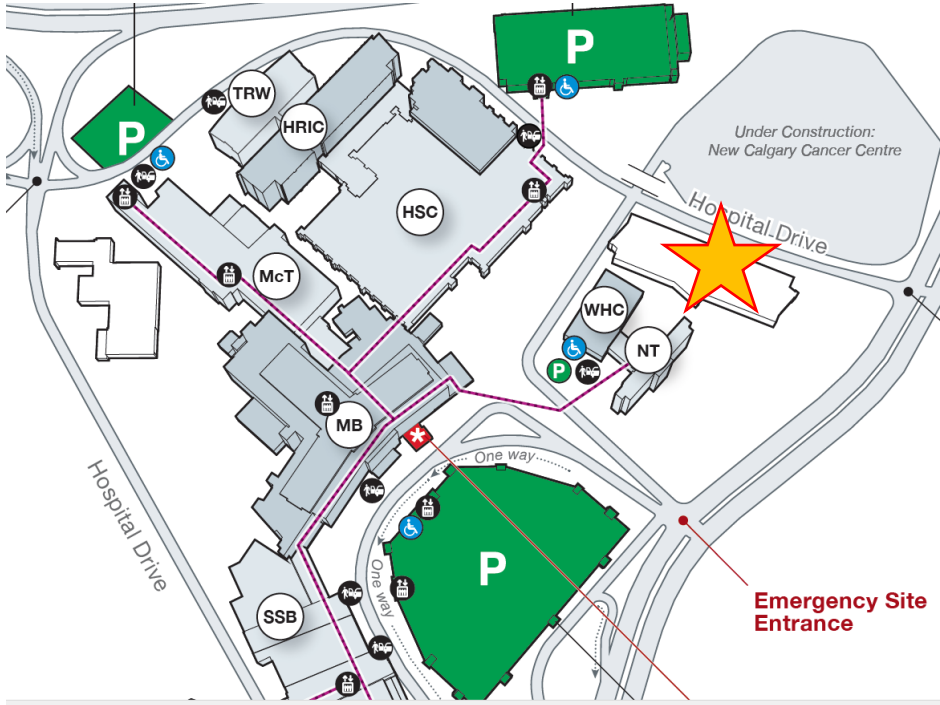 P
P
TRW
HRIC
Under Construction:
New Calgary Cancer Centre
HSC
Hospital Drive
McT
WHC
NT
P
MB
*
One way
Hospital Drive
P
One way
Emergency Site
Entrance
SSB